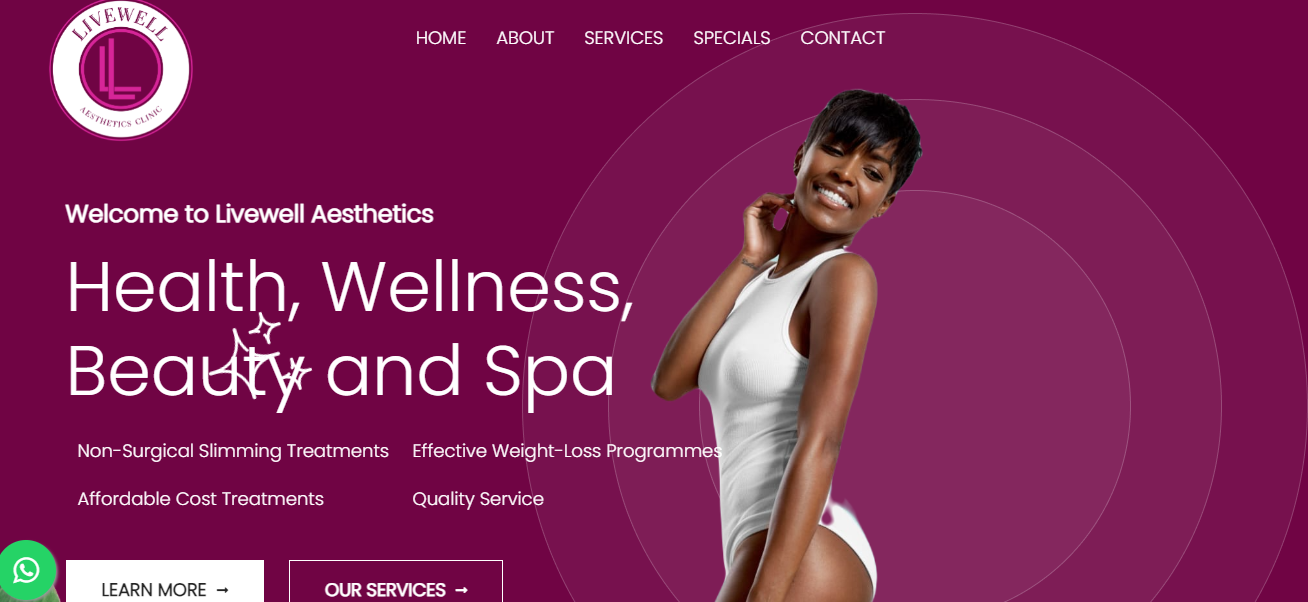 LIVEWELL
LL
AESTHETICS CLINIC
HOME ABOUT SERVICES SPECIALS CONTACT
Welcome to Livewell Aesthetics
Health, Wellness,
Beauty and Spa
Non-Surgical Slimming Treatments Effective Weight-Loss Programmes
Affordable Cost Treatments Quality Service
LEARN MORE → OUR SERVICES →